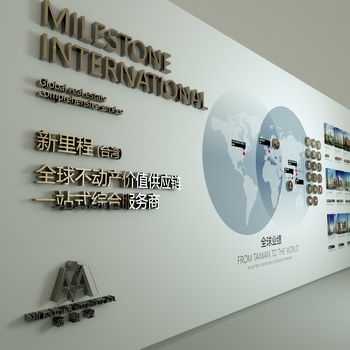 MILESTONE
INTERNATIONAL
Global real estate
comprehensive service
新里程(台湾)
全球不动产价值供应链
一站式综合服务商
全球业绩
FROM TAIWAN TO THE WORLD